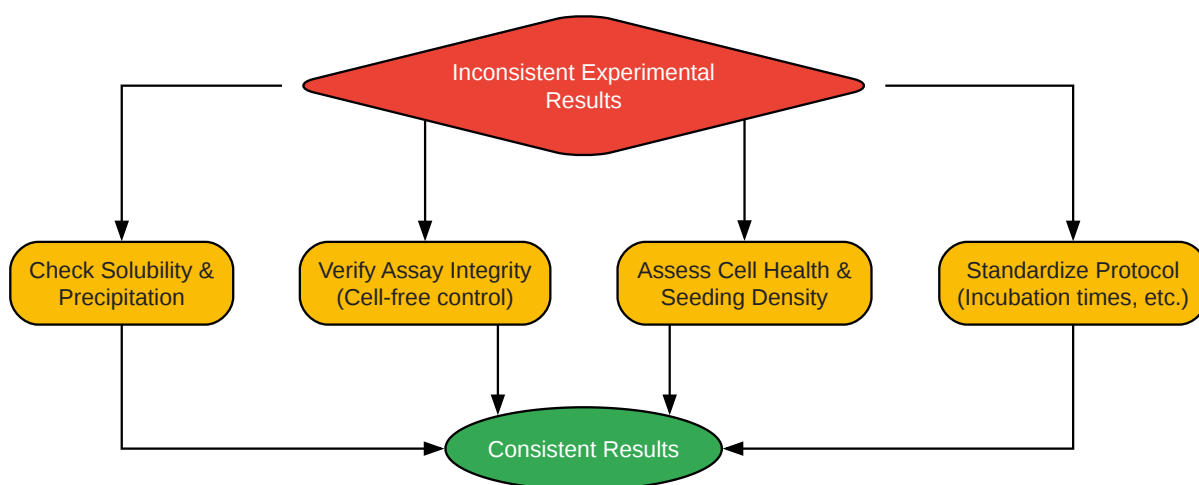 Inconsistent Experimental
Results
Check Solubility &
Precipitation
Verify Assay Integrity
(Cell-free control)
Assess Cell Health &
Seeding Density
Standardize Protocol
(Incubation times, etc.)
Consistent Results